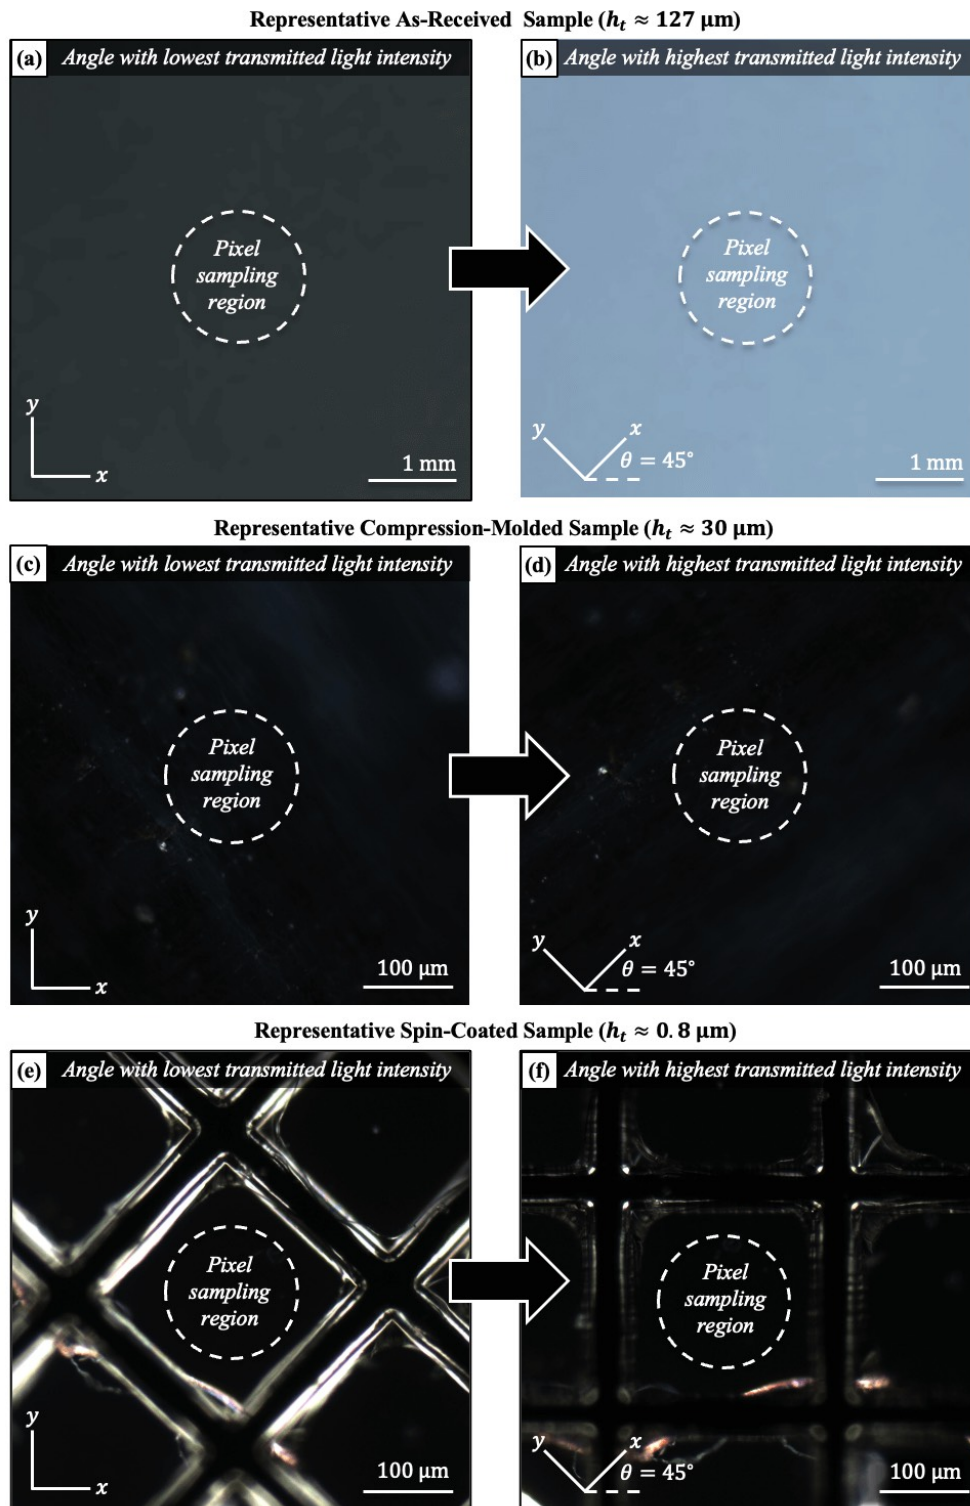 Representative As-Received Sample (hₜ ≈ 127 μm)
(a) Angle with lowest transmitted light intensity
(b) Angle with highest transmitted light intensity
Pixel
sampling
region
Pixel
sampling
region
y
x
1 mm
y
x
θ = 45°
1 mm
Representative Compression-Molded Sample (hₜ ≈ 30 μm)
(c) Angle with lowest transmitted light intensity
(d) Angle with highest transmitted light intensity
Pixel
sampling
region
Pixel
sampling
region
y
x
100 μm
y
x
θ = 45°
100 μm
Representative Spin-Coated Sample (hₜ ≈ 0.8 μm)
(e) Angle with lowest transmitted light intensity
(f) Angle with highest transmitted light intensity
Pixel
sampling
region
Pixel
sampling
region
y
x
100 μm
y
x
θ = 45°
100 μm